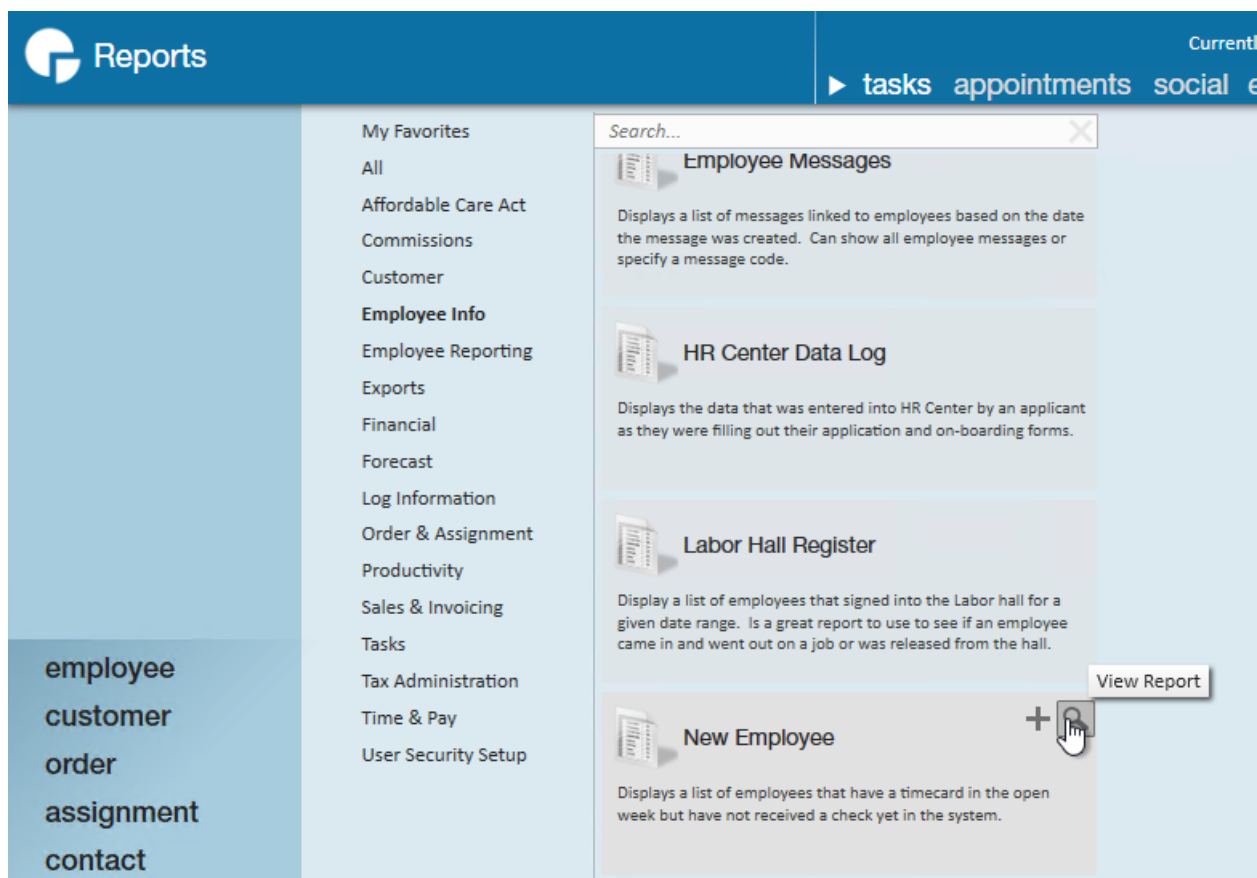 Reports
Currentl
tasks appointments social e
My Favorites
All
Affordable Care Act
Commissions
Customer
Employee Info
Employee Reporting
Exports
Financial
Forecast
Log Information
Order & Assignment
Productivity
Sales & Invoicing
Tasks
Tax Administration
Time & Pay
User Security Setup
employee
customer
order
assignment
contact
Search...
Employee Messages
Displays a list of messages linked to employees based on the date
the message was created.  Can show all employee messages or
specify a message code.
HR Center Data Log
Displays the data that was entered into HR Center by an applicant
as they were filling out their application and on-boarding forms.
Labor Hall Register
Display a list of employees that signed into the Labor hall for a
given date range.  Is a great report to use to see if an employee
came in and went out on a job or was released from the hall.
View Report
New Employee
Displays a list of employees that have a timecard in the open
week but have not received a check yet in the system.